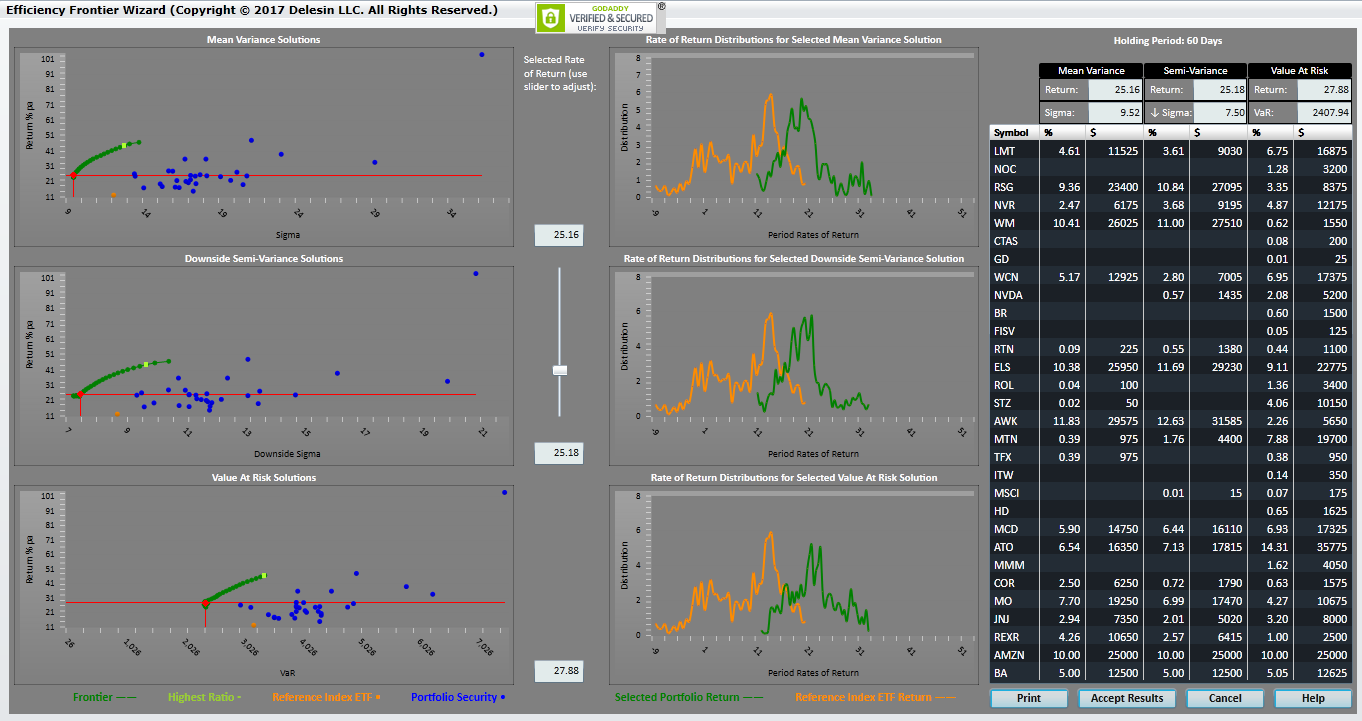 Efficiency Frontier Wizard (Copyright © 2017 Delesin LLC. All Rights Reserved.)
GODADDY
VERIFIED & SECURED
VERIFY SECURITY
®
Mean Variance Solutions
101
91
81
71
61
51
41
31
21
11
Return % pa
9 14 19 24 29 34
Sigma
Selected Rate
of Return (use
slider to adjust):
25.16
Rate of Return Distributions for Selected Mean Variance Solution
8
7
6
5
4
3
2
1
0
Distribution
-9 1 11 21 31 41 51
Period Rates of Return
Downside Semi-Variance Solutions
101
91
81
71
61
51
41
31
21
11
Return % pa
7 9 11 13 15 17 19 21
Downside Sigma
25.18
Rate of Return Distributions for Selected Downside Semi-Variance Solution
8
6
4
2
0
Distribution
-9 1 11 21 31 41 51
Period Rates of Return
Value At Risk Solutions
101
91
81
71
61
51
41
31
21
11
Return % pa
26 1,026 2,026 3,026 4,026 5,026 6,026 7,026
VaR
27.88
Rate of Return Distributions for Selected Value At Risk Solution
8
6
4
2
0
Distribution
-9 1 11 21 31 41 51
Period Rates of Return
Frontier —— Highest Ratio • Reference Index ETF • Portfolio Security •
Selected Portfolio Return —— Reference Index ETF Return ——
Holding Period: 60 Days
Mean Variance Semi-Variance Value At Risk
Return: 25.16 Return: 25.18 Return: 27.88
Sigma: 9.52 ↓ Sigma: 7.50 VaR: 2407.94
Symbol % $ % $ % $
LMT 4.61 11525 3.61 9030 6.75 16875
NOC 1.28 3200
RSG 9.36 23400 10.84 27095 3.35 8375
NVR 2.47 6175 3.68 9195 4.87 12175
WM 10.41 26025 11.00 27510 0.62 1550
CTAS 0.08 200
GD 0.01 25
WCN 5.17 12925 2.80 7005 6.95 17375
NVDA 0.57 1435 2.08 5200
BR 0.60 1500
FISV 0.05 125
RTN 0.09 225 0.55 1380 0.44 1100
ELS 10.38 25950 11.69 29230 9.11 22775
ROL 0.04 100 1.36 3400
STZ 0.02 50 4.06 10150
AWK 11.83 29575 12.63 31585 2.26 5650
MTN 0.39 975 1.76 4400 7.88 19700
TFX 0.39 975 0.38 950
ITW 0.14 350
MSCI 0.01 15 0.07 175
HD 0.65 1625
MCD 5.90 14750 6.44 16110 6.93 17325
ATO 6.54 16350 7.13 17815 14.31 35775
MMM 1.62 4050
COR 2.50 6250 0.72 1790 0.63 1575
MO 7.70 19250 6.99 17470 4.27 10675
JNJ 2.94 7350 2.01 5020 3.20 8000
REXR 4.26 10650 2.57 6415 1.00 2500
AMZN 10.00 25000 10.00 25000 10.00 25000
BA 5.00 12500 5.00 12500 5.05 12625
Print Accept Results Cancel Help